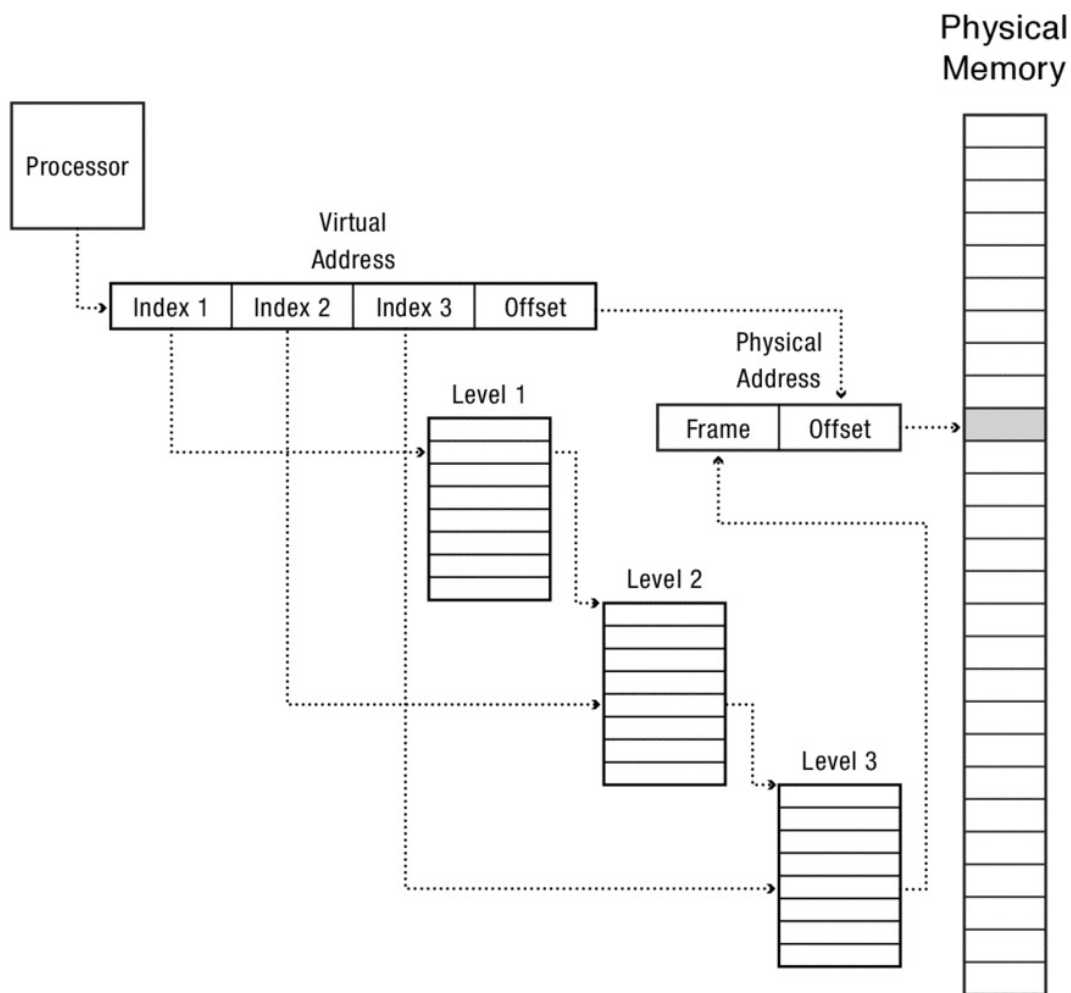 Physical
Memory
Processor
Virtual
Address
Index 1
Index 2
Index 3
Offset
Physical
Address
Level 1
Frame
Offset
Level 2
Level 3